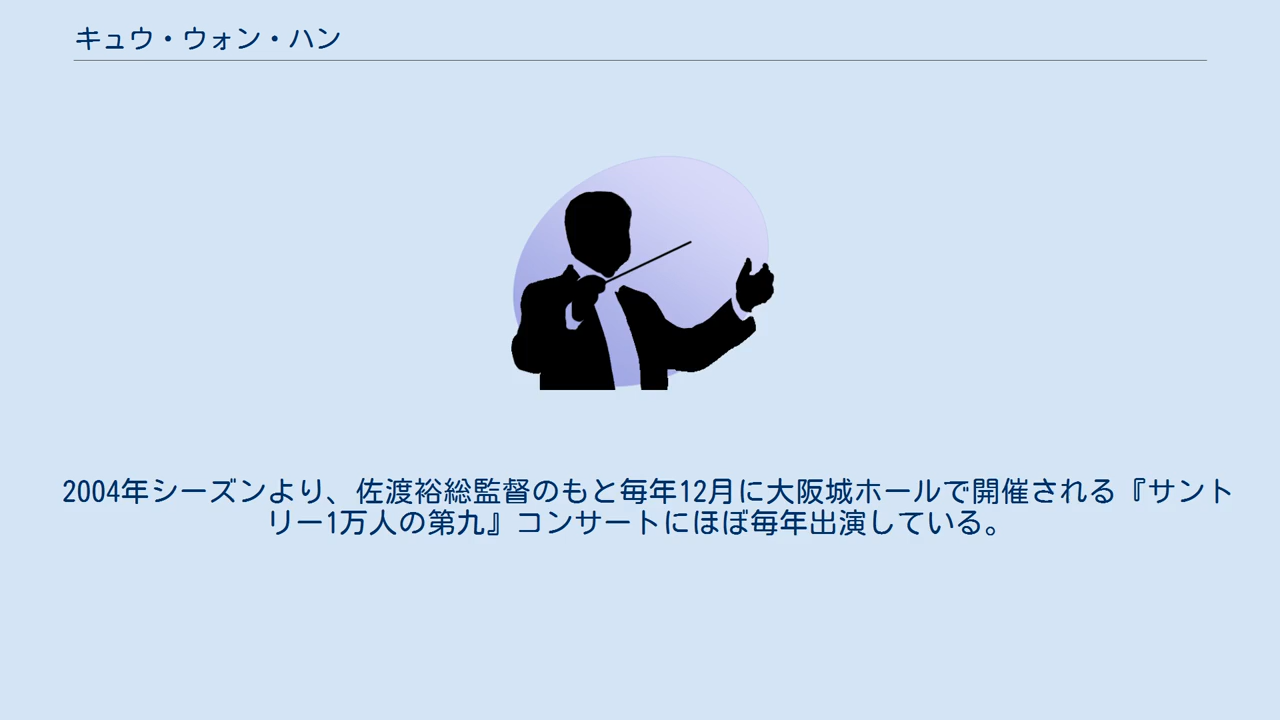 キュウ・ウォン・ハン
2004年シーズンより、佐渡裕総監督のもと毎年12月に大阪城ホールで開催される『サント
リー1万人の第九』コンサートにほぼ毎年出演している。